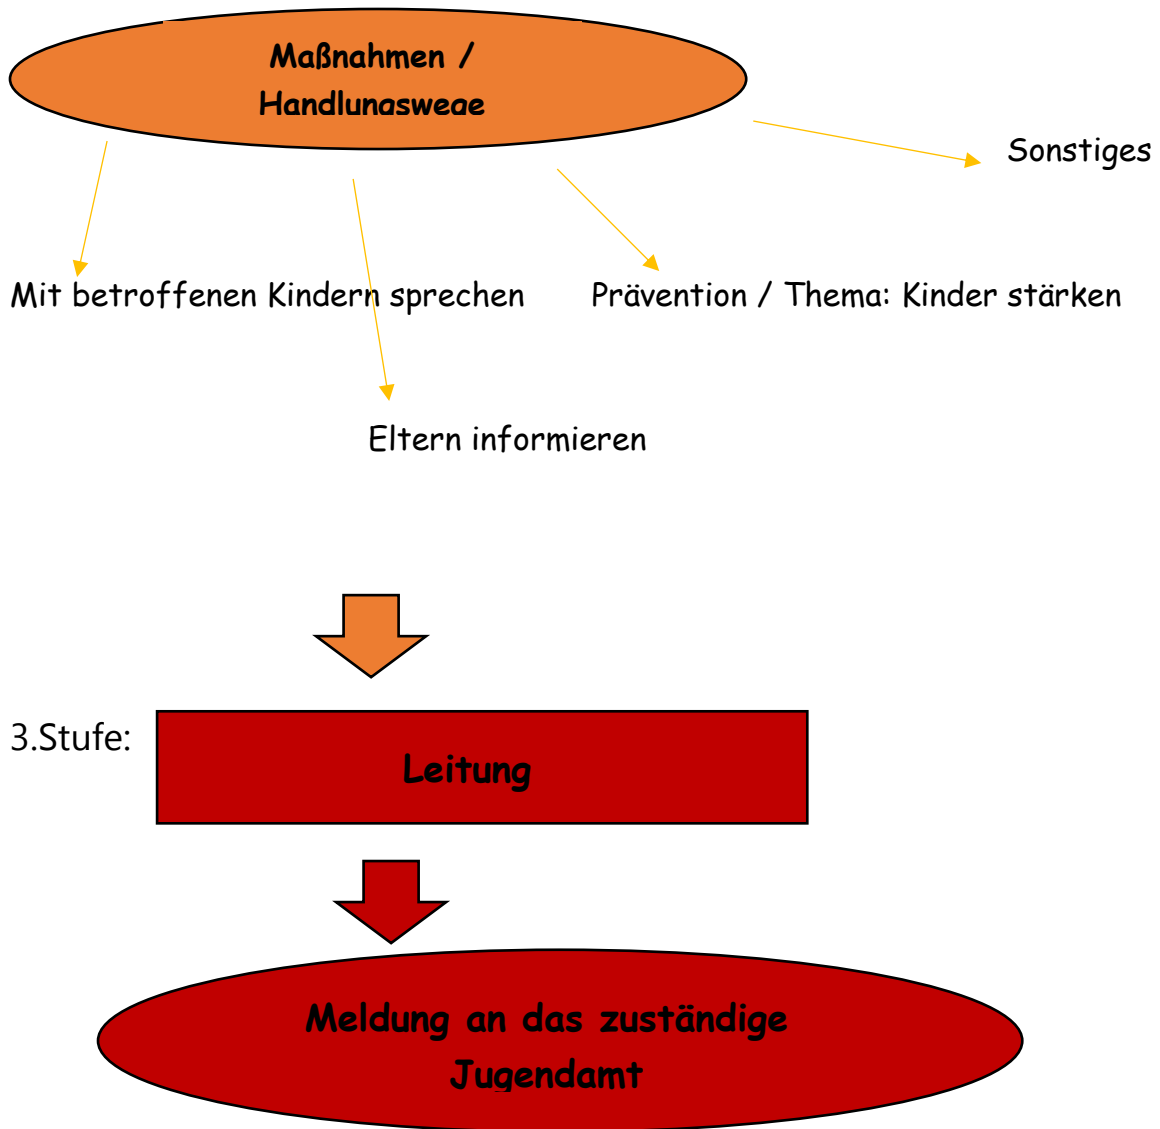 Maßnahmen /
Handlungswege
Sonstiges
Mit betroffenen Kindern sprechen
Prävention / Thema: Kinder stärken
Eltern informieren
3.Stufe:
Leitung
Meldung an das zuständige
Jugendamt